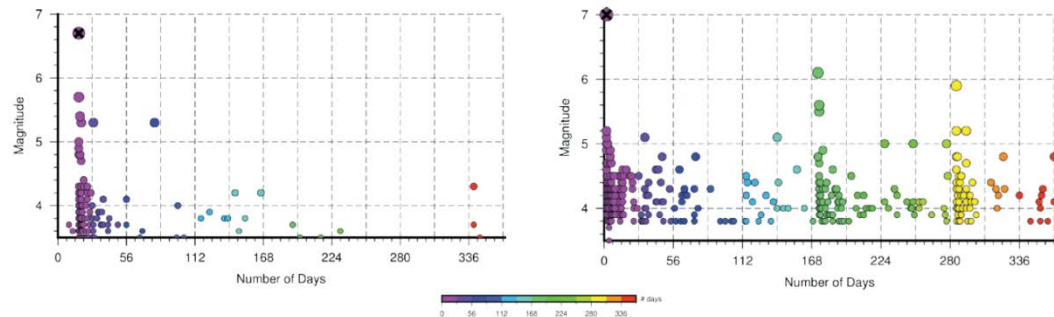 7
6
5
4
Magnitude
0 56 112 168 224 280 336
Number of Days
7
6
5
4
Magnitude
0 56 112 168 224 280 336
Number of Days
# days
0 56 112 168 224 280 336